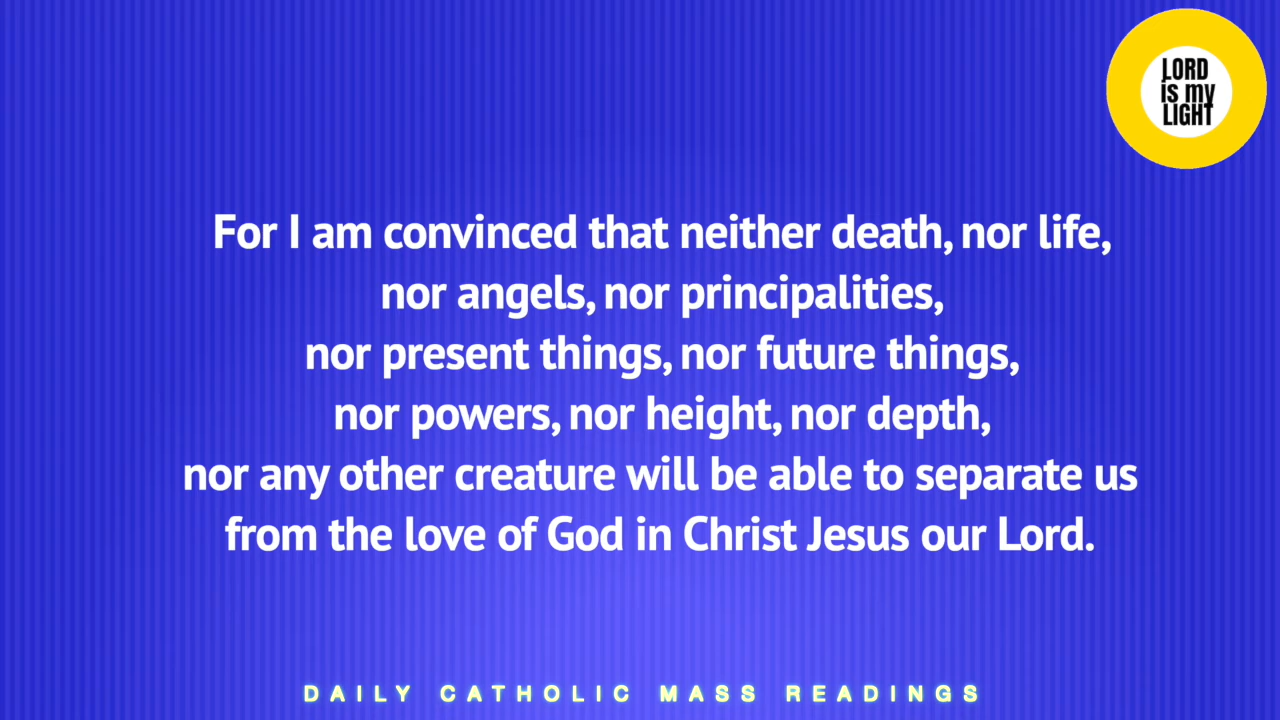 LORD
is my
LIGHT
For I am convinced that neither death, nor life,
nor angels, nor principalities,
nor present things, nor future things,
nor powers, nor height, nor depth,
nor any other creature will be able to separate us
from the love of God in Christ Jesus our Lord.
DAILY CATHOLIC MASS READINGS